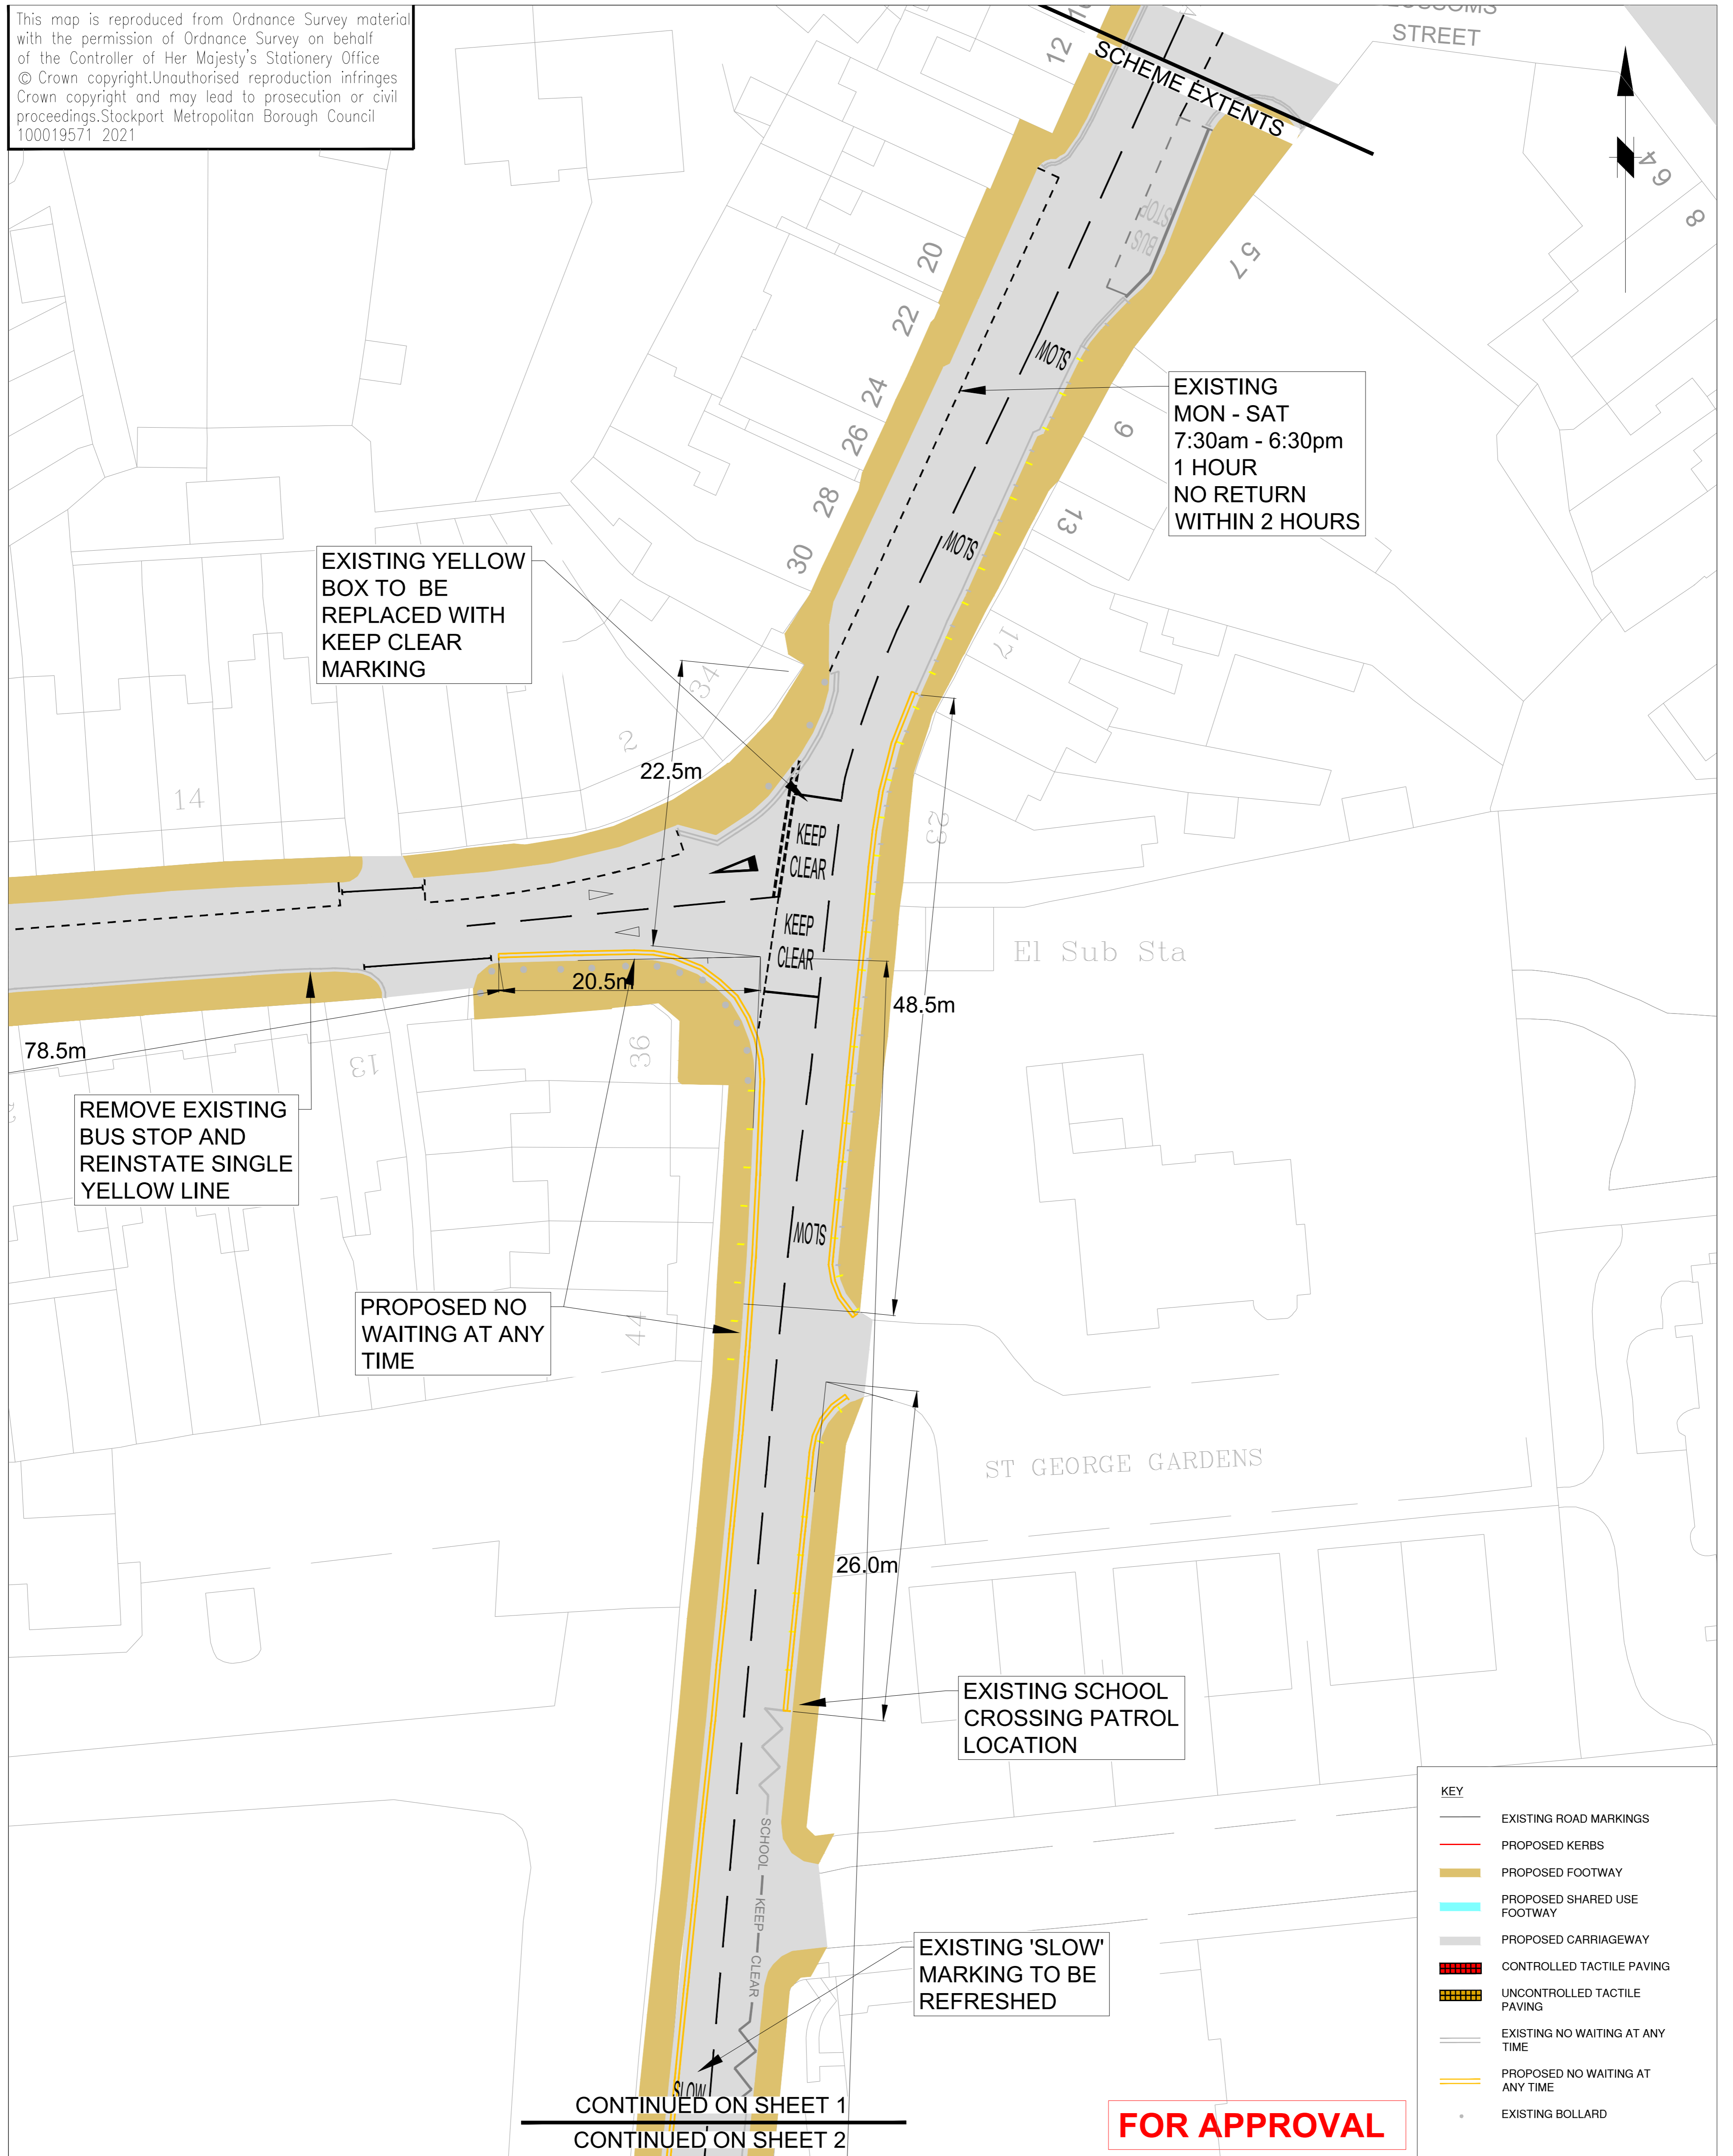 This map is reproduced from Ordnance Survey material
with the permission of Ordnance Survey on behalf
of the Controller of Her Majesty's Stationery Office
© Crown copyright.Unauthorised reproduction infringes
Crown copyright and may lead to prosecution or civil
proceedings.Stockport Metropolitan Borough Council
100019571 2021
STREET
SCHEME EXTENTS
12
64
8
BUS
STOP
57
20
22
24
26
28
30
SLOW
9
13
SLOW
17
EXISTING
MON - SAT
7:30am - 6:30pm
1 HOUR
NO RETURN
WITHIN 2 HOURS
EXISTING YELLOW
BOX TO BE
REPLACED WITH
KEEP CLEAR
MARKING
34
2
22.5m
14
23
KEEP
CLEAR
KEEP
CLEAR
El Sub Sta
20.5m
48.5m
78.5m
13
36
REMOVE EXISTING
BUS STOP AND
REINSTATE SINGLE
YELLOW LINE
SLOW
PROPOSED NO
WAITING AT ANY
TIME
44
ST GEORGE GARDENS
26.0m
EXISTING SCHOOL
CROSSING PATROL
LOCATION
SCHOOL KEEP CLEAR
EXISTING 'SLOW'
MARKING TO BE
REFRESHED
SLOW
CONTINUED ON SHEET 1
CONTINUED ON SHEET 2
FOR APPROVAL
KEY
EXISTING ROAD MARKINGS
PROPOSED KERBS
PROPOSED FOOTWAY
PROPOSED SHARED USE
FOOTWAY
PROPOSED CARRIAGEWAY
CONTROLLED TACTILE PAVING
UNCONTROLLED TACTILE
PAVING
EXISTING NO WAITING AT ANY
TIME
PROPOSED NO WAITING AT
ANY TIME
EXISTING BOLLARD